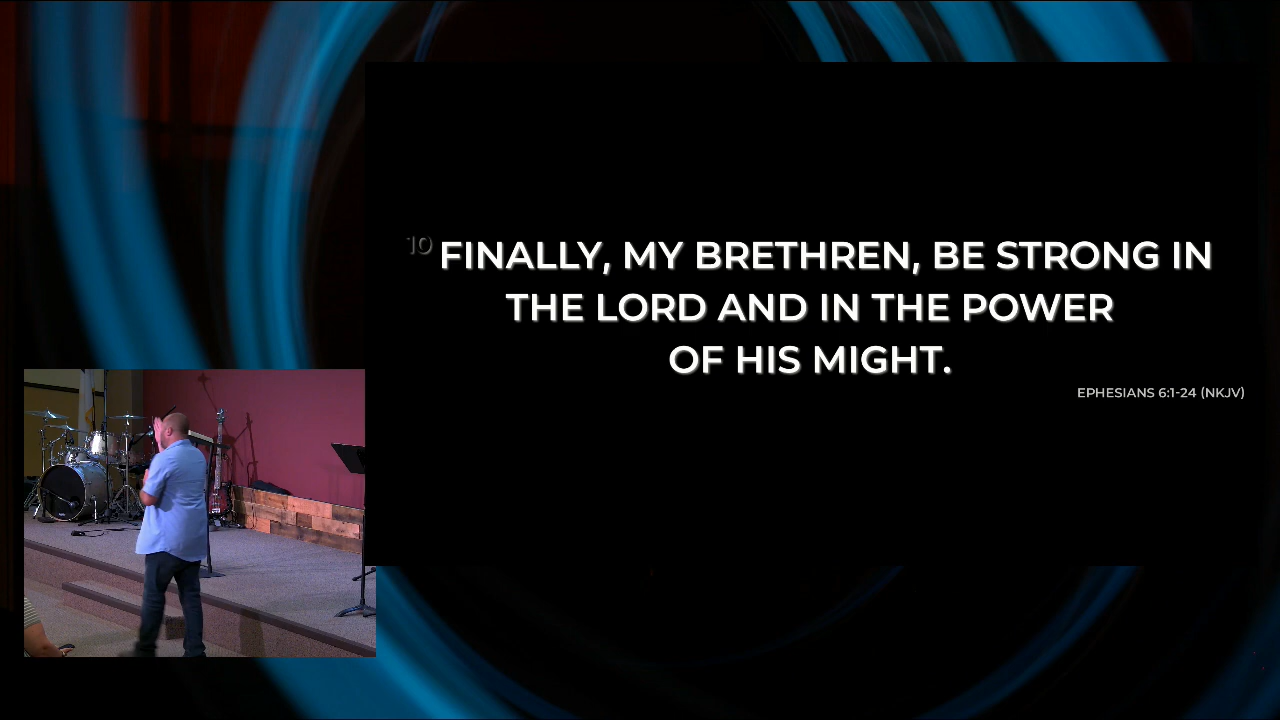 10 FINALLY, MY BRETHREN, BE STRONG IN
THE LORD AND IN THE POWER
OF HIS MIGHT.
EPHESIANS 6:1-24 (NKJV)